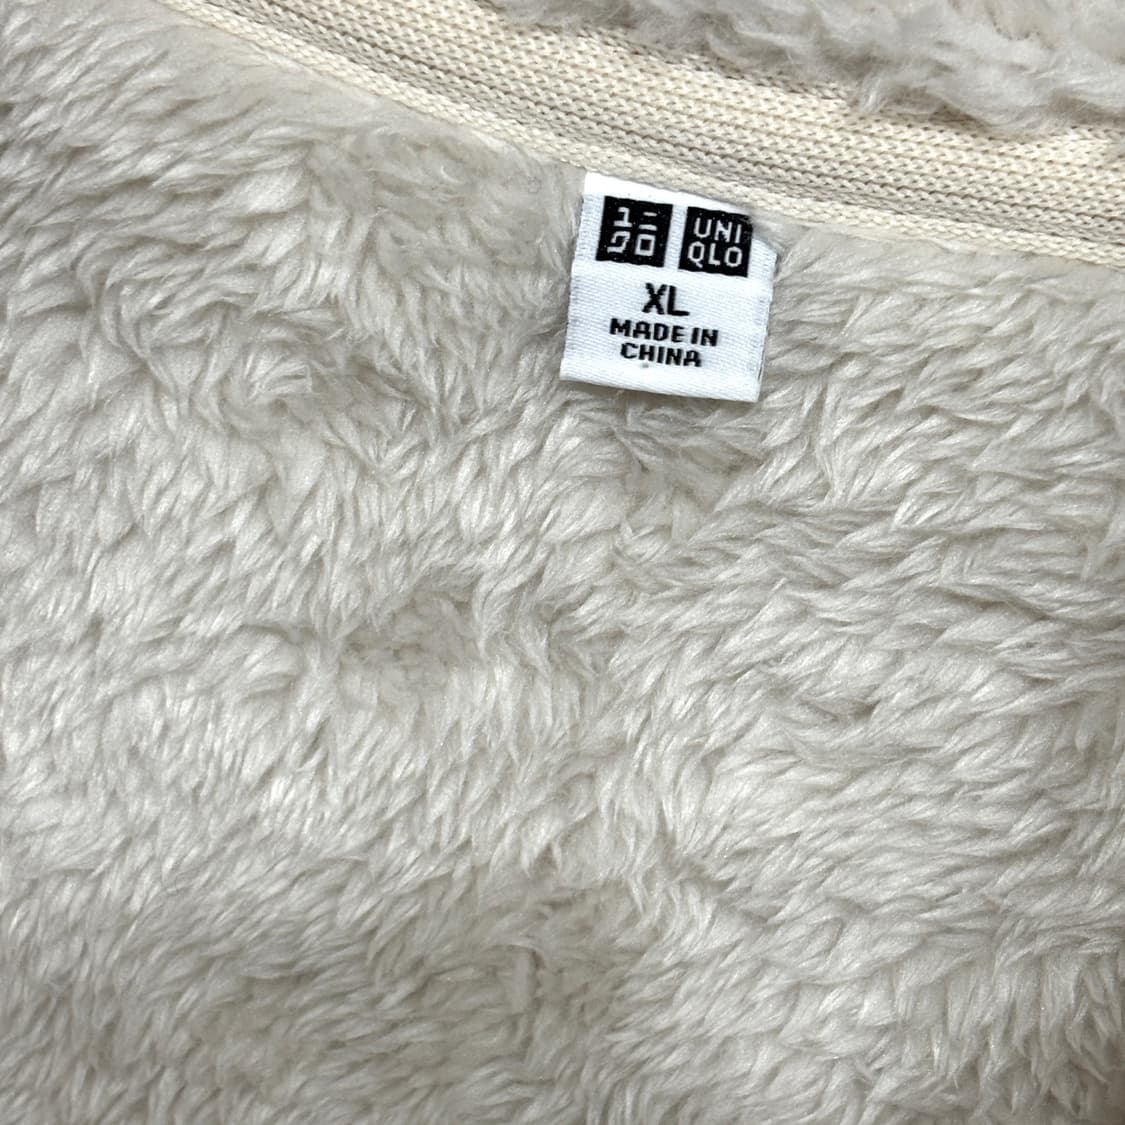 ユニ UNI
クロ QLO
XL
MADE IN
CHINA